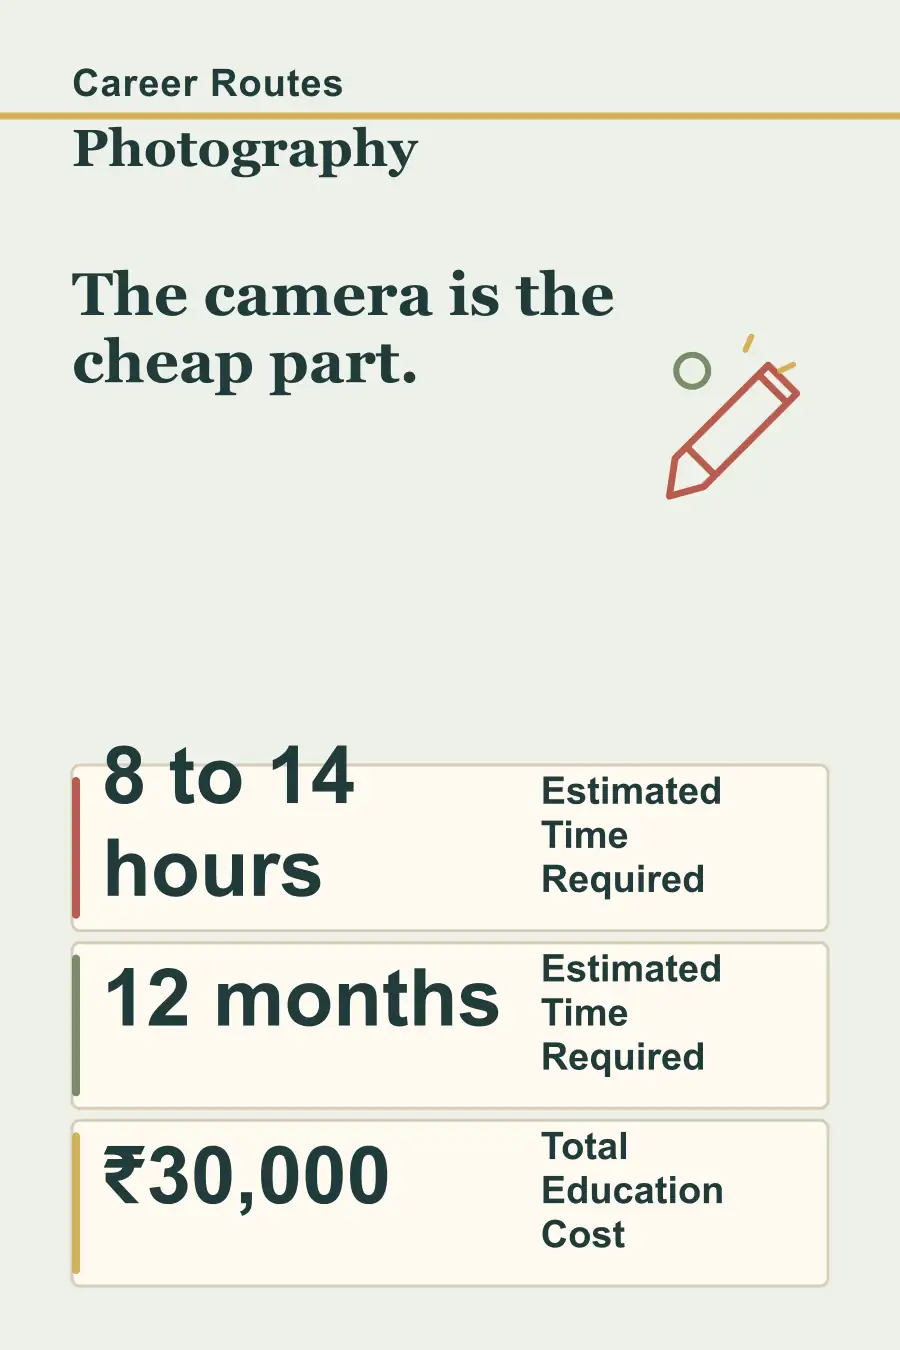 Career Routes
Photography
The camera is the
cheap part.
8 to 14
hours
Estimated
Time
Required
12 months
Estimated
Time
Required
₹30,000
Total
Education
Cost